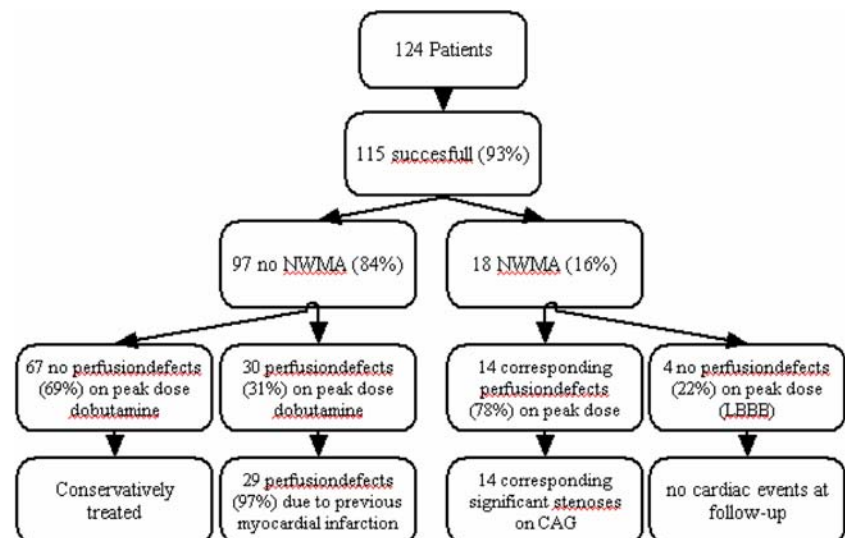 124 Patients
115 succesfull (93%)
97 no NWMA (84%)
18 NWMA (16%)
67 no perfusiondefects
(69%) on peak dose
dobutamine
30 perfusiondefects
(31%) on peak dose
dobutamine
14 corresponding
perfusiondefects
(78%) on peak dose
4 no perfusiondefects
(22%) on peak dose
(LBBB)
Conservatively
treated
29 perfusiondefects
(97%) due to previous
myocardial infarction
14 corresponding
significant stenoses
on CAG
no cardiac events at
follow-up